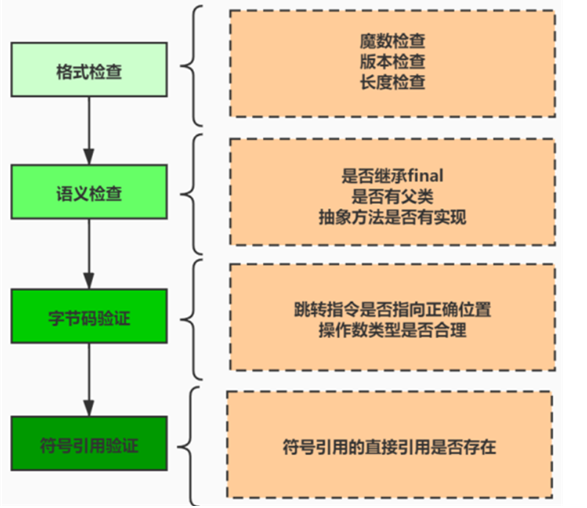 格式检查
魔数检查
版本检查
长度检查
语义检查
是否继承final
是否有父类
抽象方法是否有实现
字节码验证
跳转指令是否指向正确位置
操作数类型是否合理
符号引用验证
符号引用的直接引用是否存在